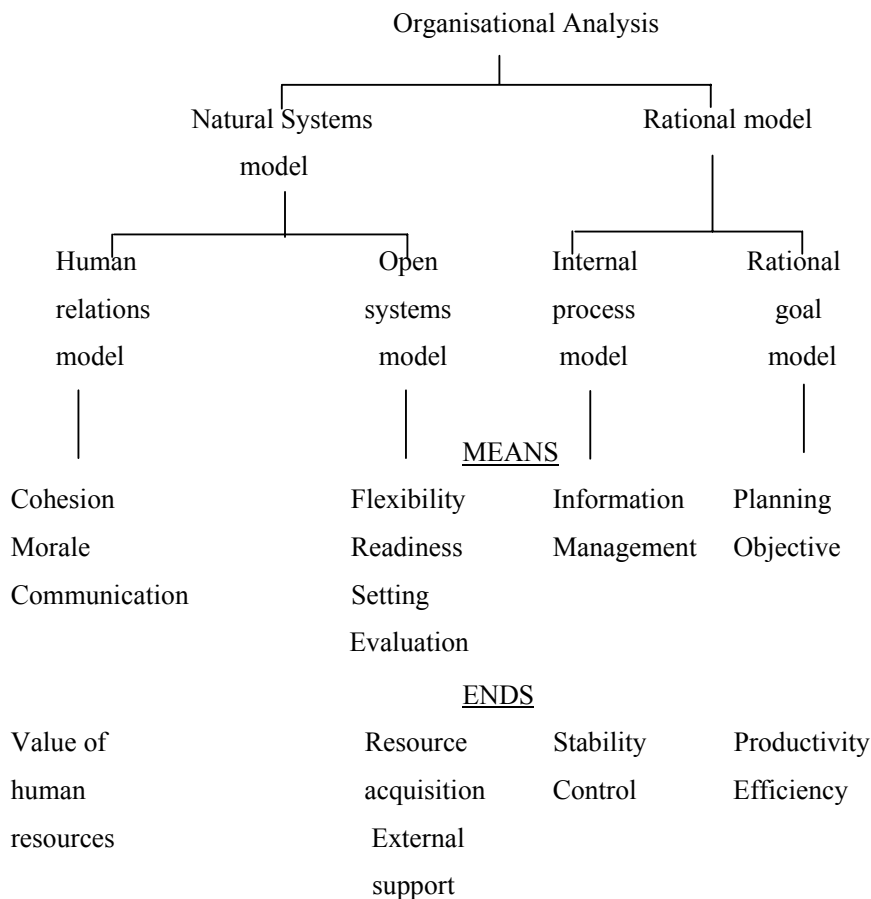 Organisational Analysis
Natural Systems Rational model
model
Human Open Internal Rational
relations systems process goal
model model model model
MEANS
Cohesion Flexibility Information Planning
Morale Readiness Management Objective
Communication Setting
Evaluation
ENDS
Value of Resource Stability Productivity
human acquisition Control Efficiency
resources External
support